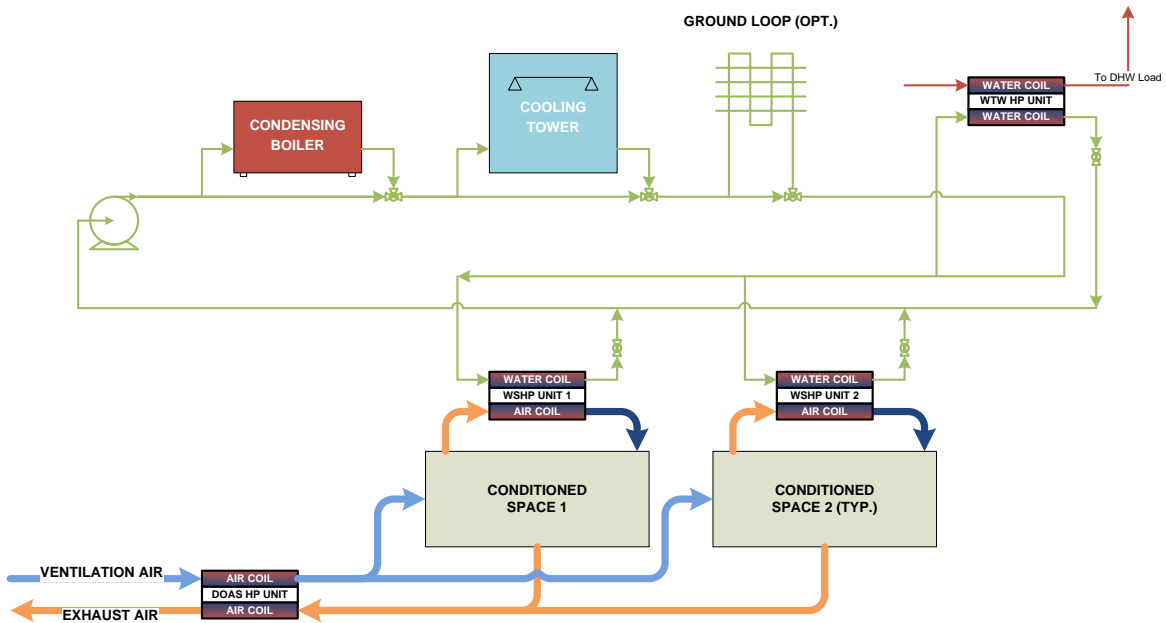 GROUND LOOP (OPT.)
To DHW Load
WATER COIL
WTW HP UNIT
WATER COIL
CONDENSING
BOILER
COOLING
TOWER
WATER COIL
WSHP UNIT 1
AIR COIL
WATER COIL
WSHP UNIT 2
AIR COIL
CONDITIONED
SPACE 1
CONDITIONED
SPACE 2 (TYP.)
VENTILATION AIR
EXHAUST AIR
AIR COIL
DOAS HP UNIT
AIR COIL